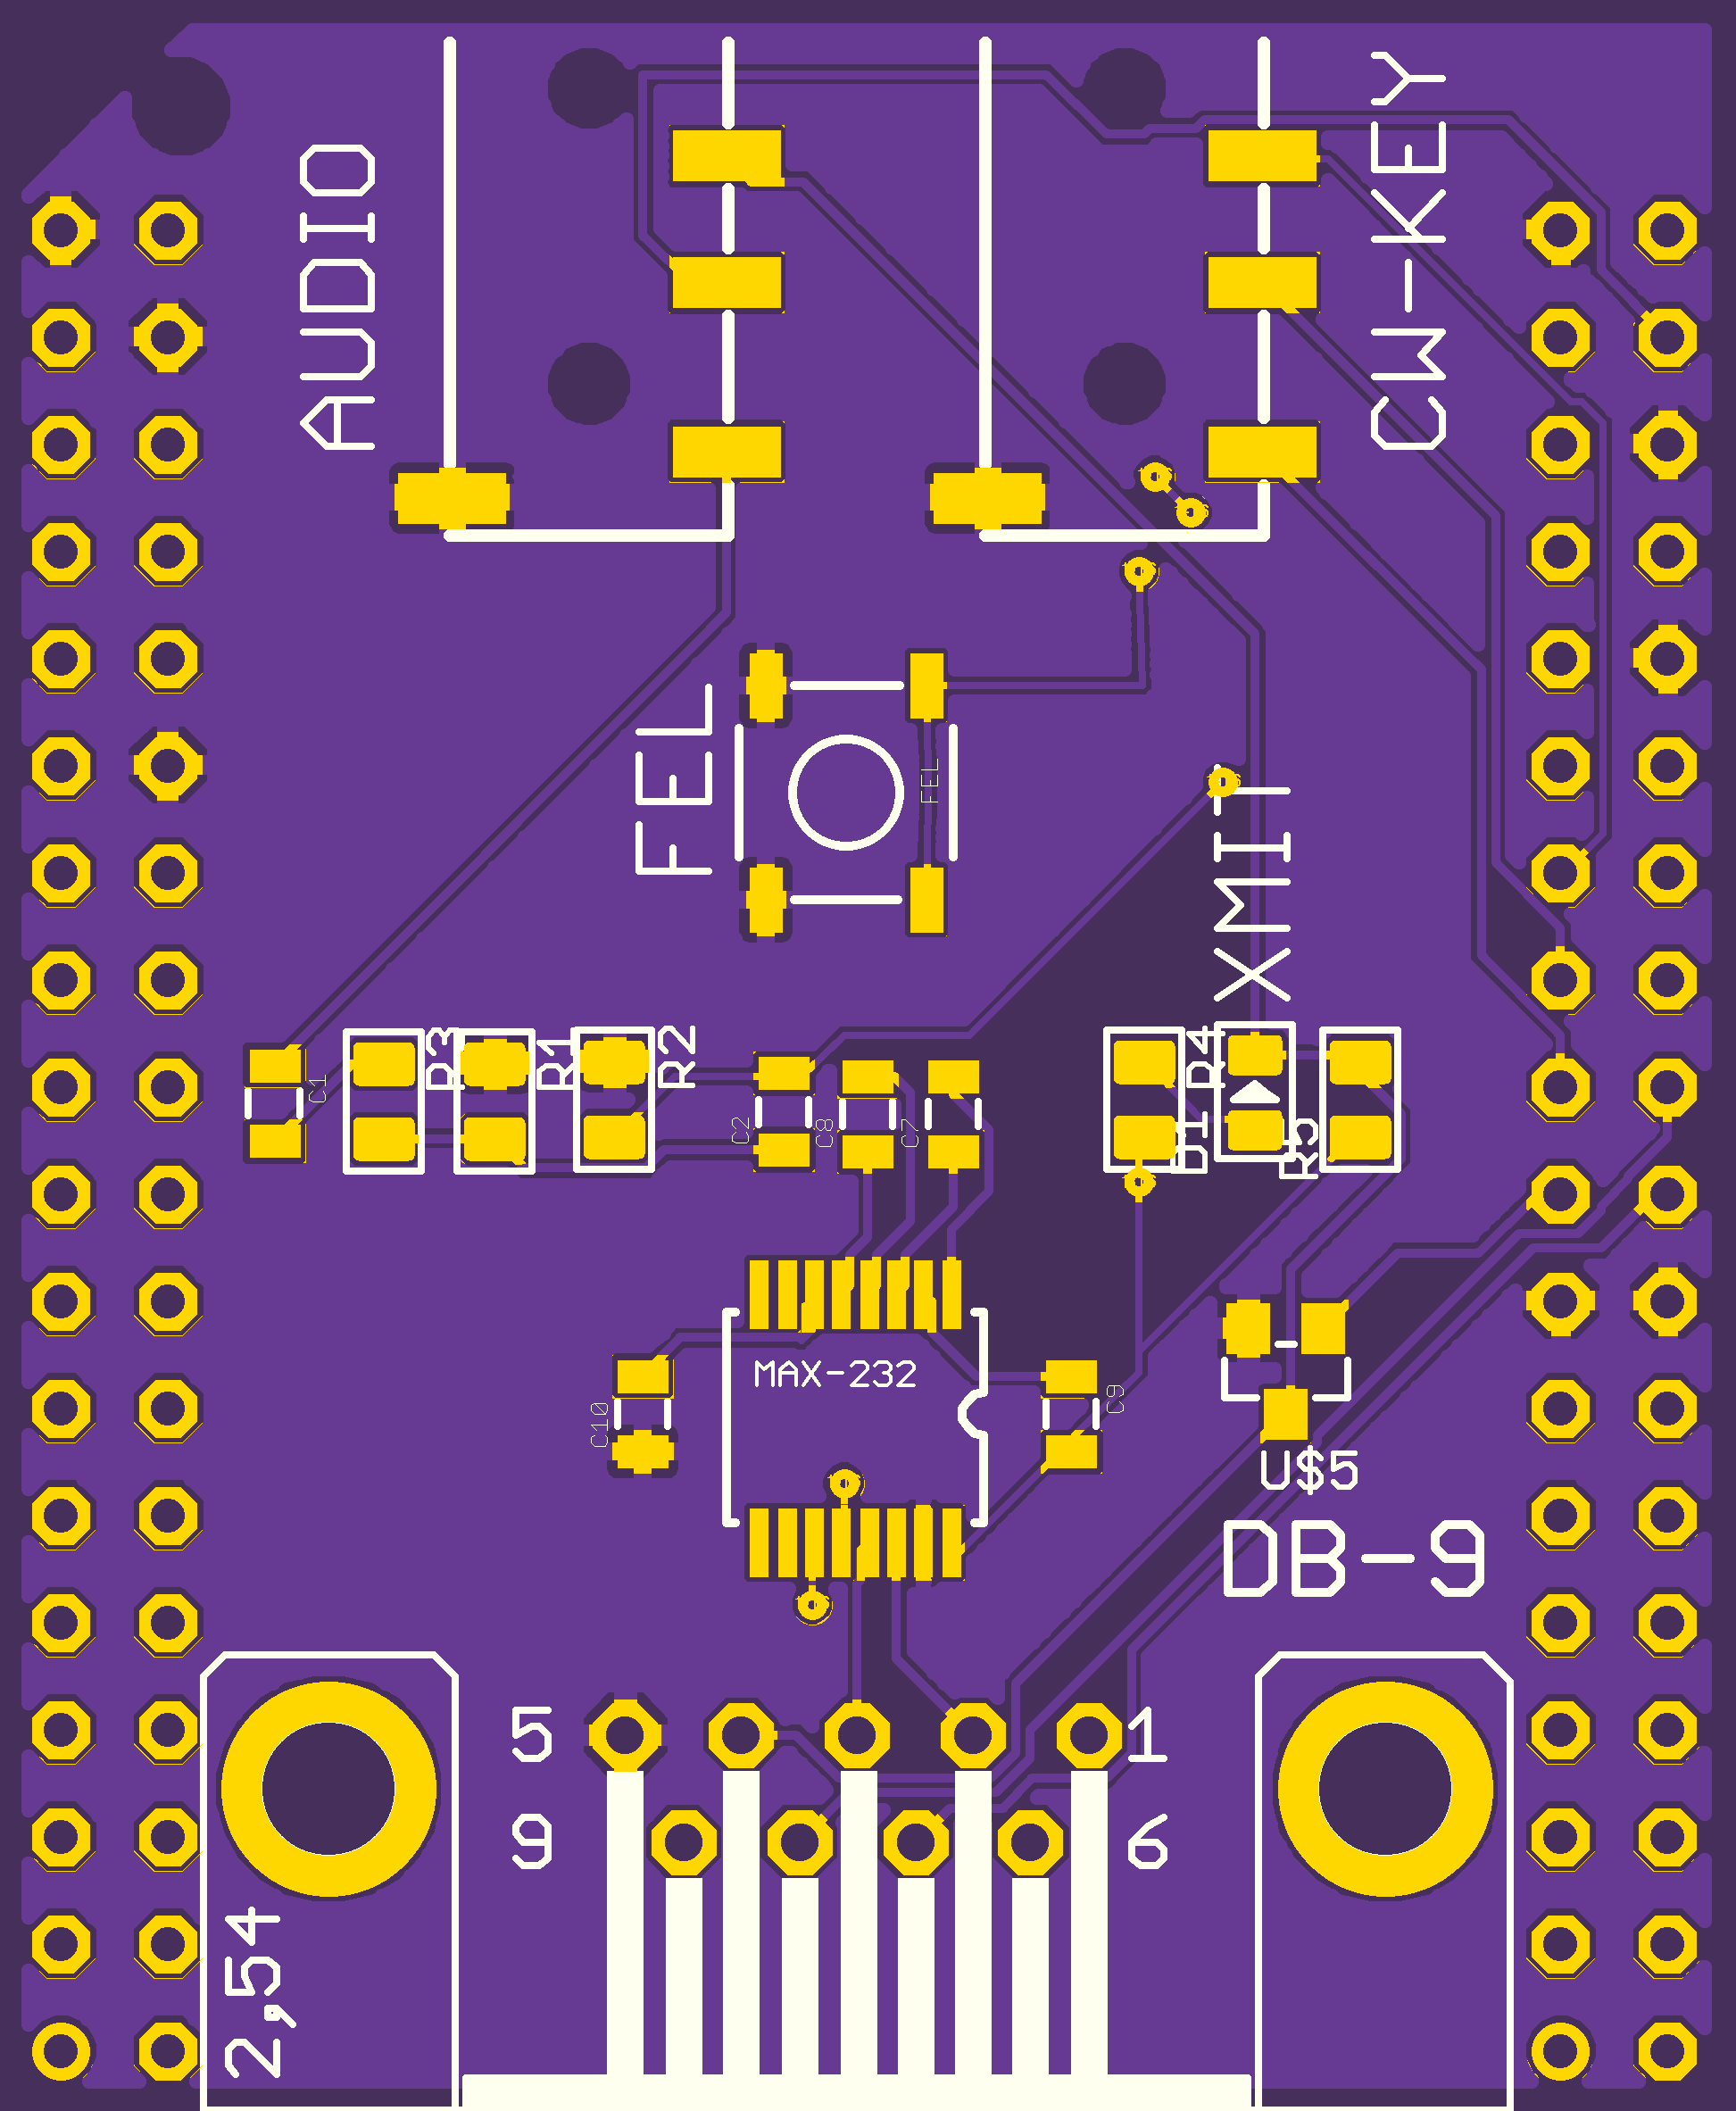 AUDIO
CW-KEY
FEL
FEL
XMIT
C1
R3
R1
R2
C2
C8
C7
R4
D1
R5
MAX-232
C10
C9
U$5
DB-9
5
1
9
6
2,54